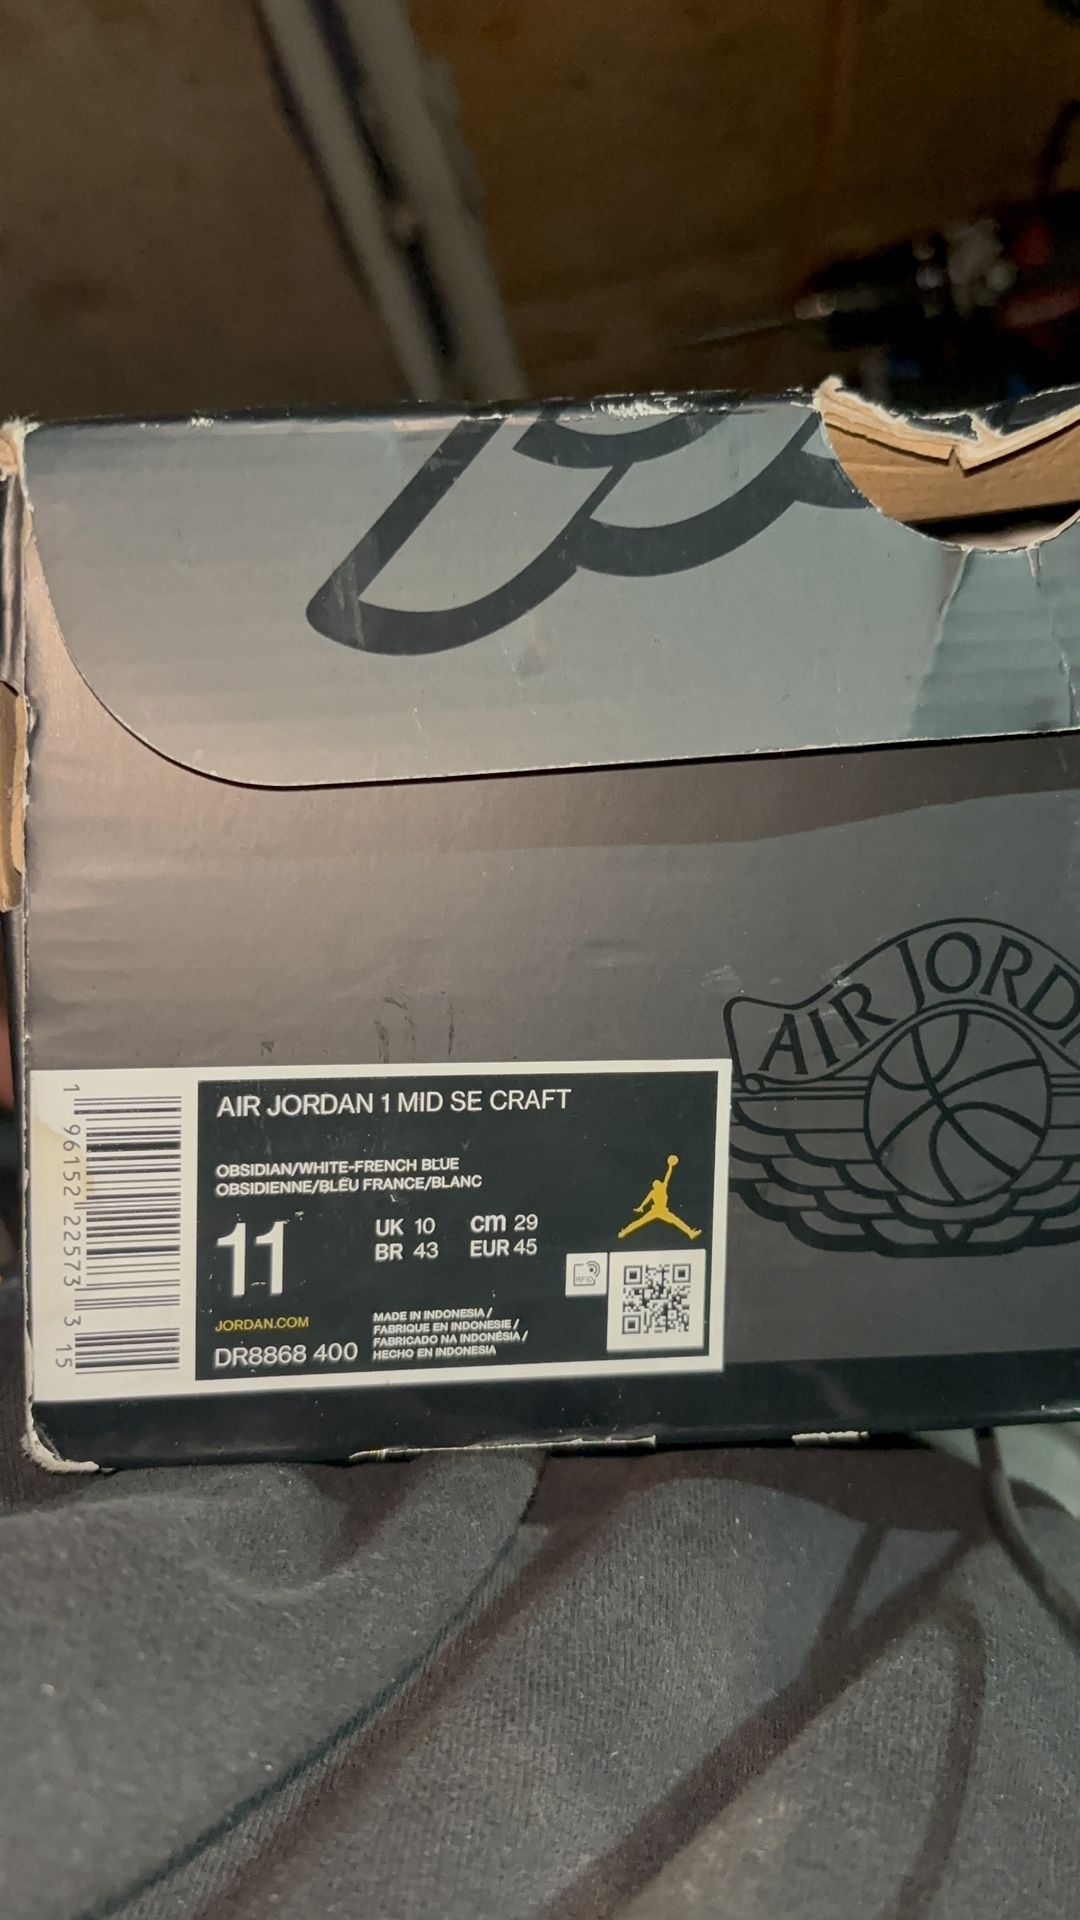 AIR JORD
AIR JORDAN 1 MID SE CRAFT
OBSIDIAN/WHITE-FRENCH BLUE
OBSIDIENNE/BLEU FRANCE/BLANC
11
UK 10 cm 29
BR 43 EUR 45
JORDAN.COM
DR8868 400
MADE IN INDONESIA /
FABRIQUE EN INDONESIE /
FABRICADO NA INDONÉSIA /
HECHO EN INDONESIA
RFID
1 96152 22573 3 15